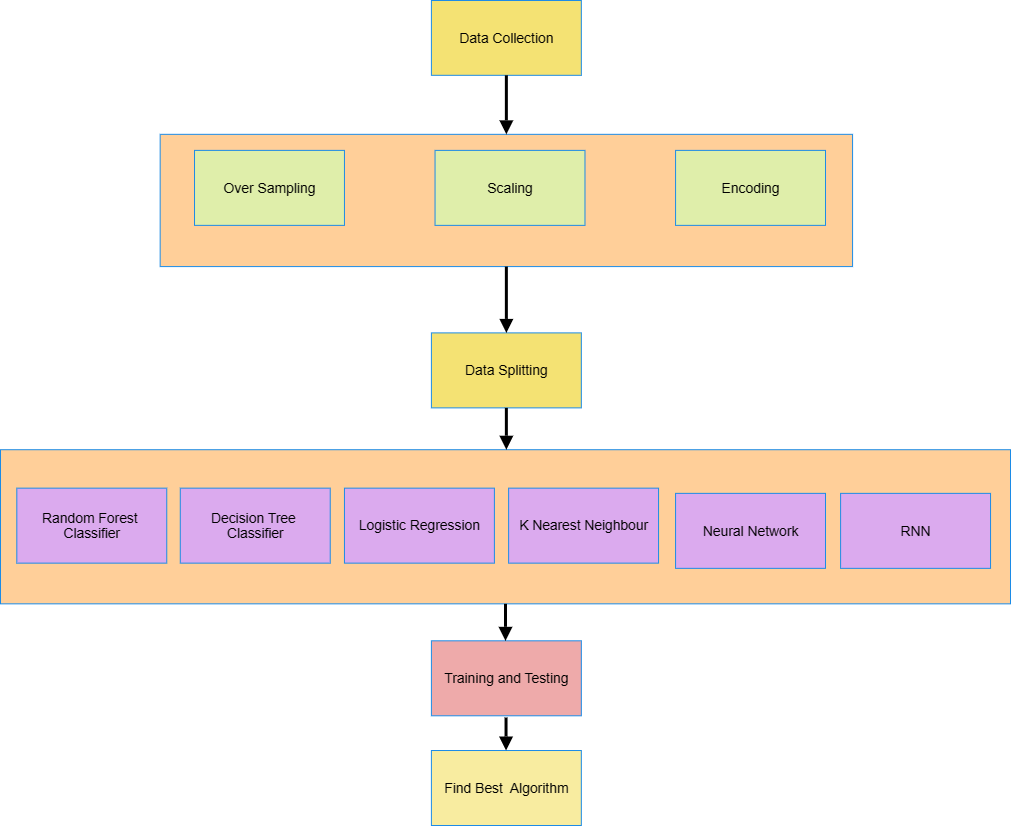 Data Collection
Over Sampling
Scaling
Encoding
Data Splitting
Random Forest
Classifier
Decision Tree
Classifier
Logistic Regression
K Nearest Neighbour
Neural Network
RNN
Training and Testing
Find Best  Algorithm